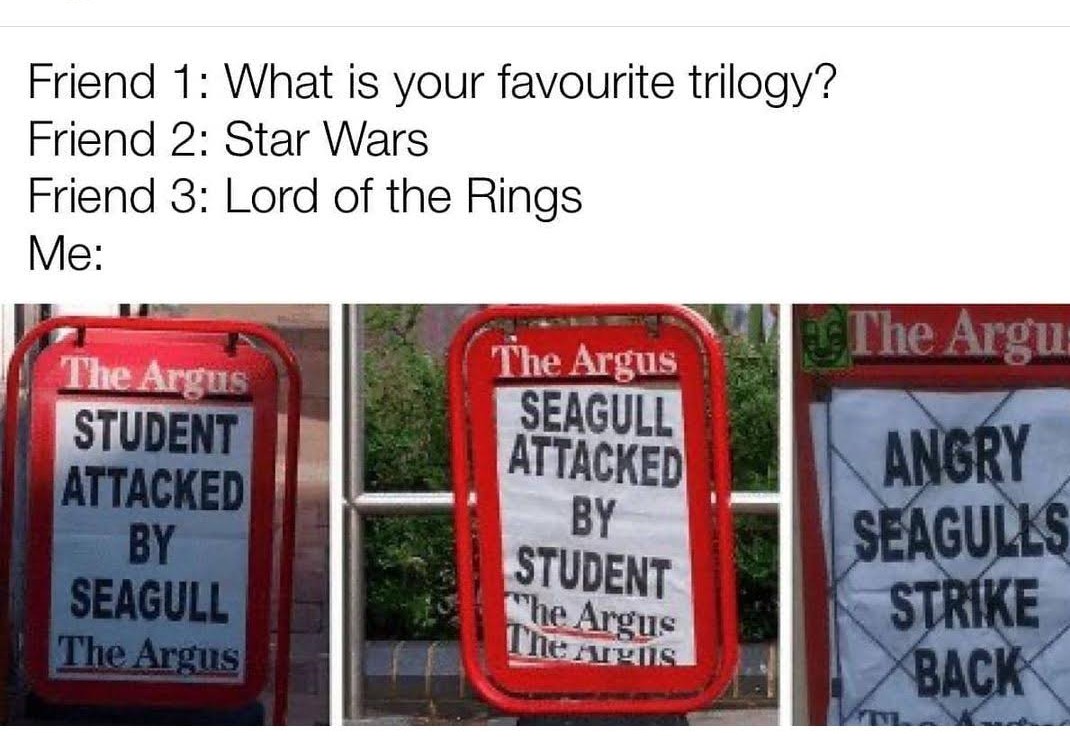 Friend 1: What is your favourite trilogy?
Friend 2: Star Wars
Friend 3: Lord of the Rings
Me:
The Argus
STUDENT
ATTACKED
BY
SEAGULL
The Argus
The Argus
SEAGULL
ATTACKED
BY
STUDENT
The Argus
The Argus
The Argus
ANGRY
SEAGULLS
STRIKE
BACK